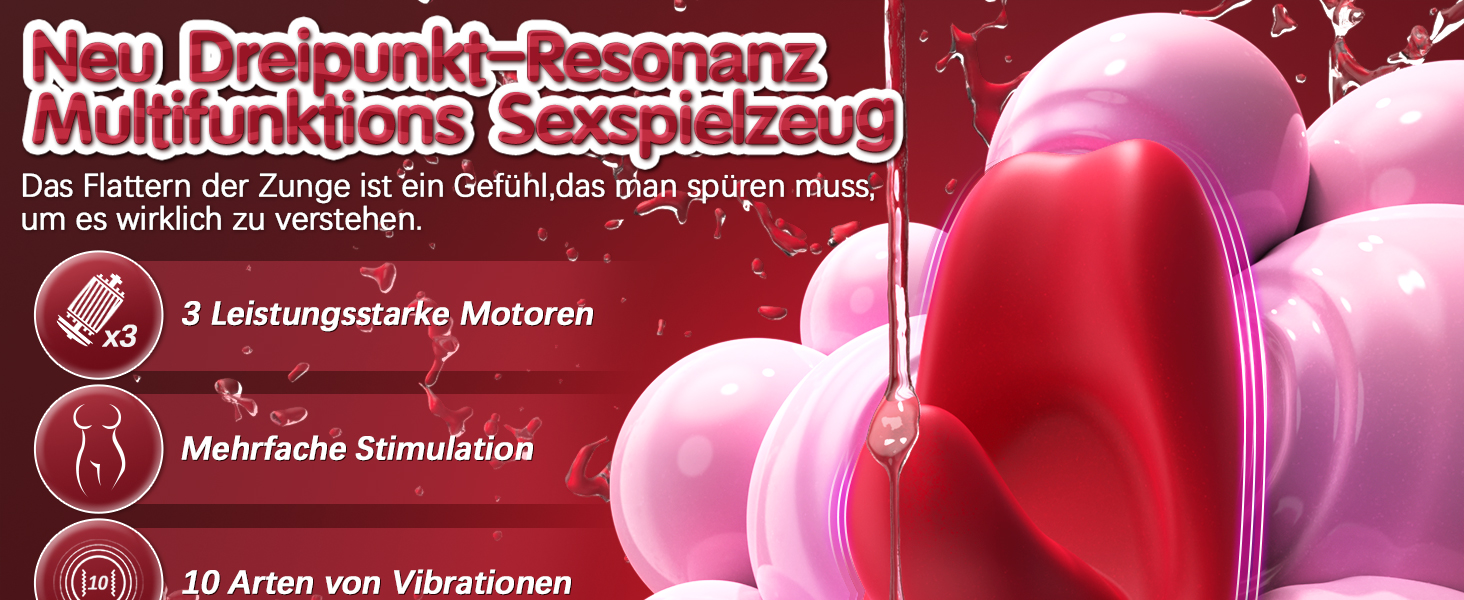 Neu Dreipunkt-Resonanz
Multifunktions Sexspielzeug
Das Flattern der Zunge ist ein Gefühl,das man spüren muss,
um es wirklich zu verstehen.
x3
3 Leistungsstarke Motoren
Mehrfache Stimulation
10
10 Arten von Vibrationen